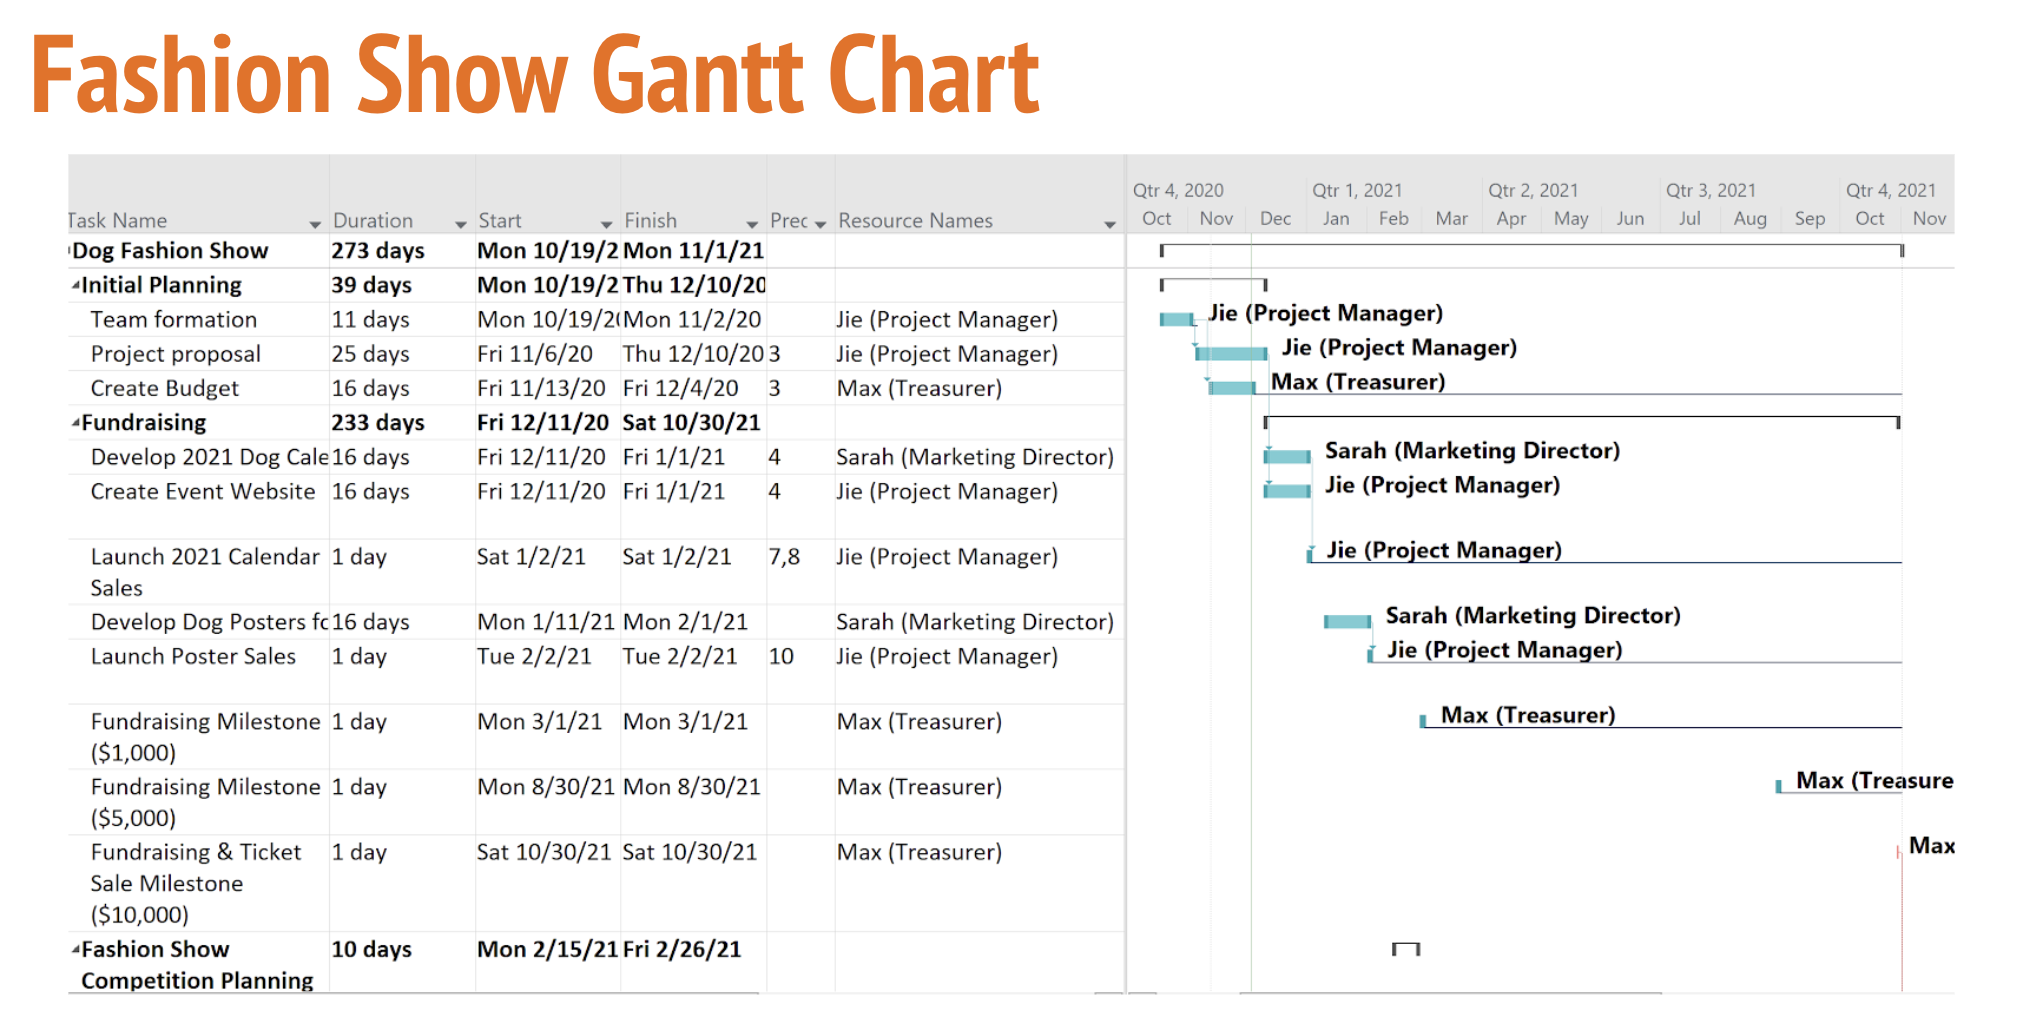 Fashion Show Gantt Chart
Qtr 4, 2020 Qtr 1, 2021 Qtr 2, 2021 Qtr 3, 2021 Qtr 4, 2021
Task Name Duration Start Finish Prec Resource Names Oct Nov Dec Jan Feb Mar Apr May Jun Jul Aug Sep Oct Nov
Dog Fashion Show 273 days Mon 10/19/2 Mon 11/1/21
Initial Planning 39 days Mon 10/19/2 Thu 12/10/20
Team formation 11 days Mon 10/19/20 Mon 11/2/20 Jie (Project Manager) Jie (Project Manager)
Project proposal 25 days Fri 11/6/20 Thu 12/10/20 3 Jie (Project Manager) Jie (Project Manager)
Create Budget 16 days Fri 11/13/20 Fri 12/4/20 3 Max (Treasurer) Max (Treasurer)
Fundraising 233 days Fri 12/11/20 Sat 10/30/21
Develop 2021 Dog Cale 16 days Fri 12/11/20 Fri 1/1/21 4 Sarah (Marketing Director) Sarah (Marketing Director)
Create Event Website 16 days Fri 12/11/20 Fri 1/1/21 4 Jie (Project Manager) Jie (Project Manager)
Launch 2021 Calendar 1 day Sat 1/2/21 Sat 1/2/21 7,8 Jie (Project Manager) Jie (Project Manager)
Sales
Develop Dog Posters fo 16 days Mon 1/11/21 Mon 2/1/21 Sarah (Marketing Director) Sarah (Marketing Director)
Launch Poster Sales 1 day Tue 2/2/21 Tue 2/2/21 10 Jie (Project Manager) Jie (Project Manager)
Fundraising Milestone 1 day Mon 3/1/21 Mon 3/1/21 Max (Treasurer) Max (Treasurer)
($1,000)
Fundraising Milestone 1 day Mon 8/30/21 Mon 8/30/21 Max (Treasurer) Max (Treasure
($5,000)
Fundraising & Ticket 1 day Sat 10/30/21 Sat 10/30/21 Max (Treasurer) Max
Sale Milestone
($10,000)
Fashion Show 10 days Mon 2/15/21 Fri 2/26/21
Competition Planning